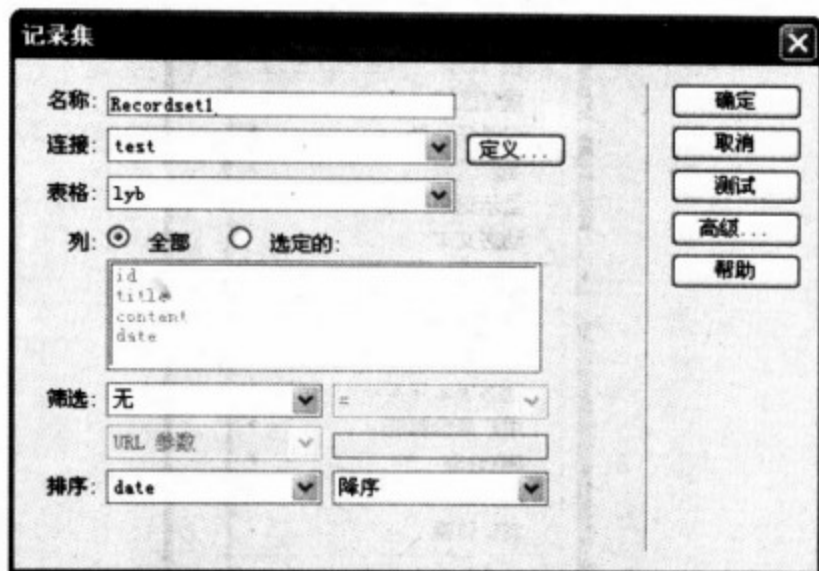 记录集
名称: Recordset1
连接: test 定义...
表格: lyb
列: 全部 选定的:
id
title
content
date
筛选: 无 =
URL 参数
排序: date 降序
确定
取消
测试
高级...
帮助